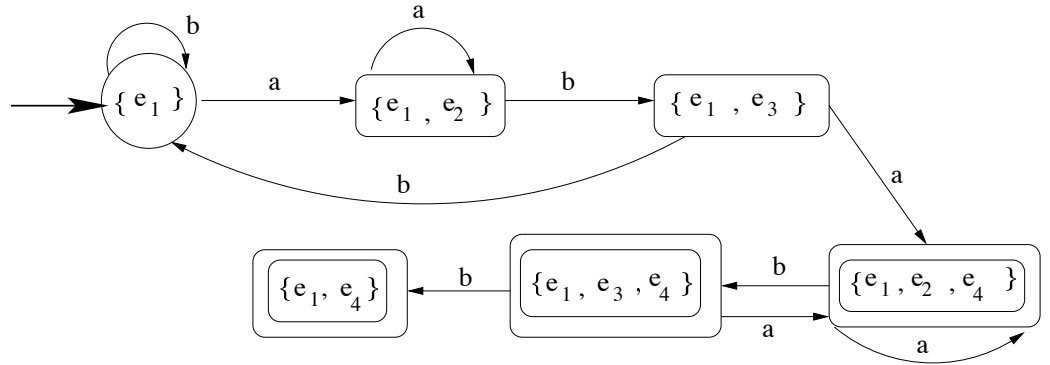 b
a
{ e1 }
a
{e1 , e2 }
b
{ e1 , e3 }
b
a
{e1, e4}
b
{e1 , e3 , e4 }
b
a
{e1 , e2 , e4 }
a